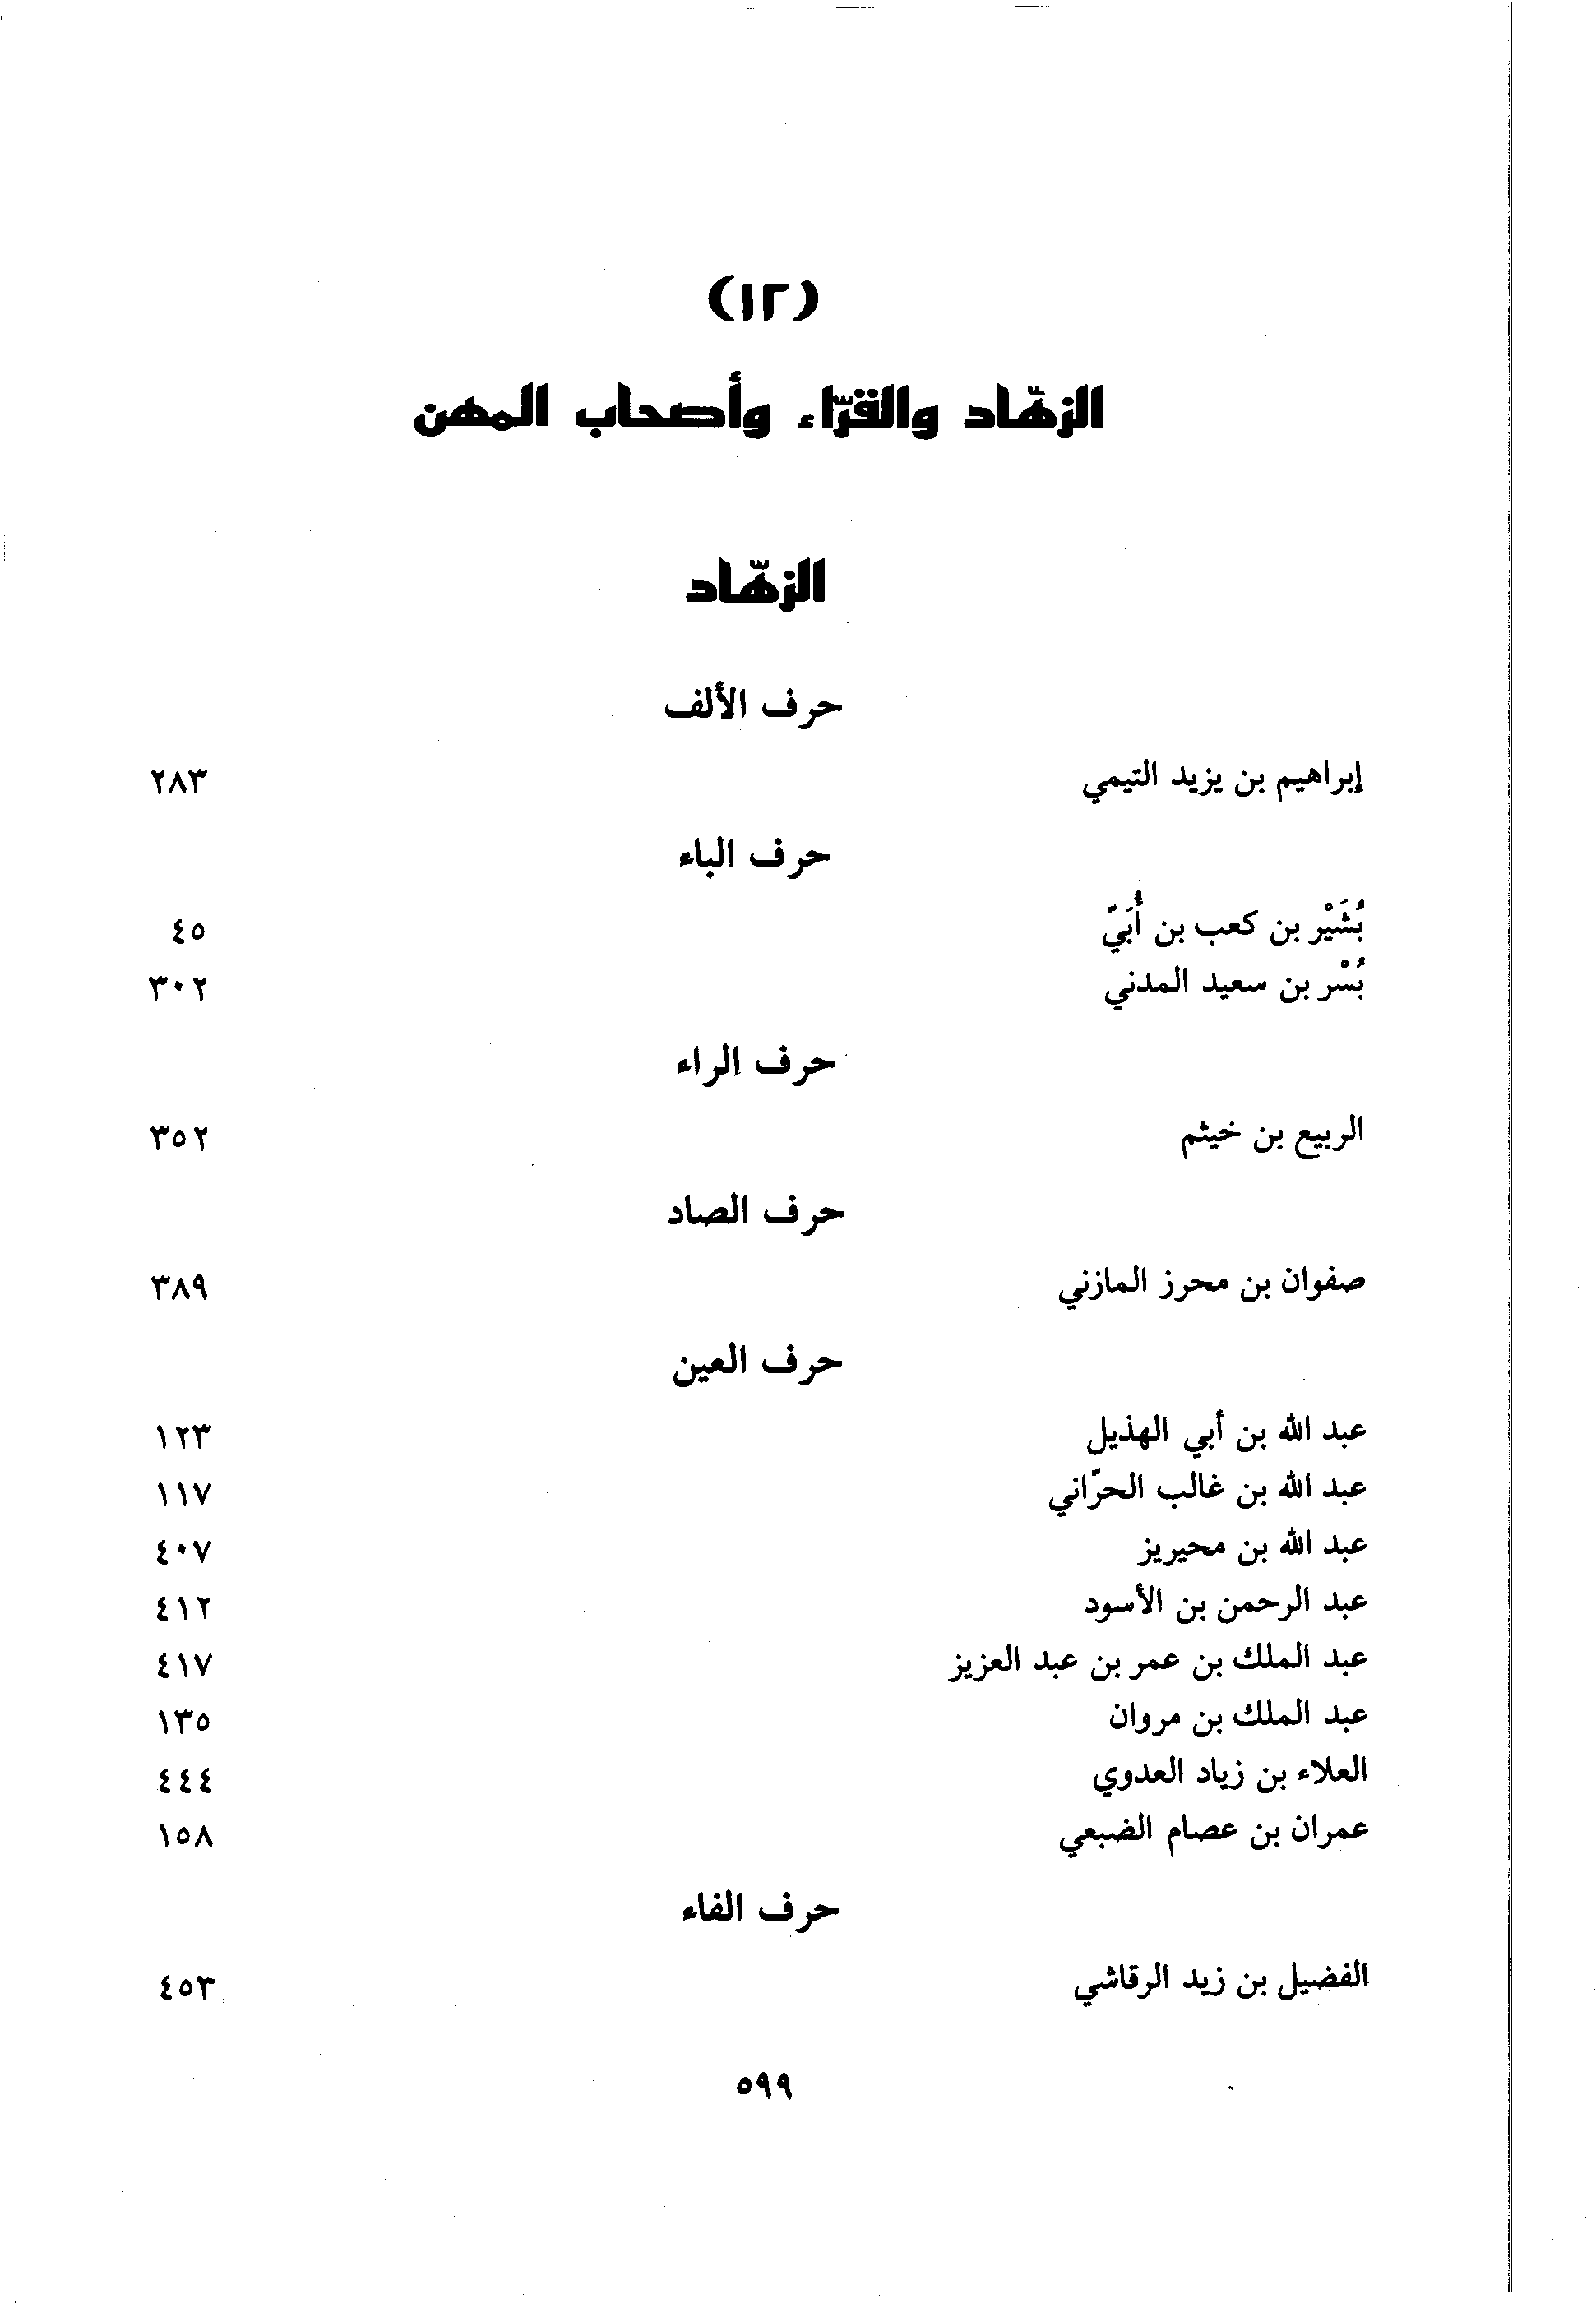 (١٢)
الزهّاد والقرّاء وأصحاب المهن
الزهّاد
حرف الألف
إبراهيم بن يزيد التيمي ٢٨٣
حرف الباء
بُشَيْر بن كعب بن أُبَيّ ٤٥
بُسْر بن سعيد المدني ٣٠٢
حرف الراء
الربيع بن خيثم ٣٥٢
حرف الصاد
صفوان بن محرز المازني ٣٨٩
حرف العين
عبد الله بن أبي الهذيل ١٢٣
عبد الله بن غالب الحرّاني ١١٧
عبد الله بن محيريز ٤٠٧
عبد الرحمن بن الأسود ٤١٢
عبد الملك بن عمر بن عبد العزيز ٤١٧
عبد الملك بن مروان ١٣٥
العلاء بن زياد العدوي ٤٤٤
عمران بن عصام الضبعي ١٥٨
حرف الفاء
الفضيل بن زيد الرقاشي ٤٥٣
٥٩٩